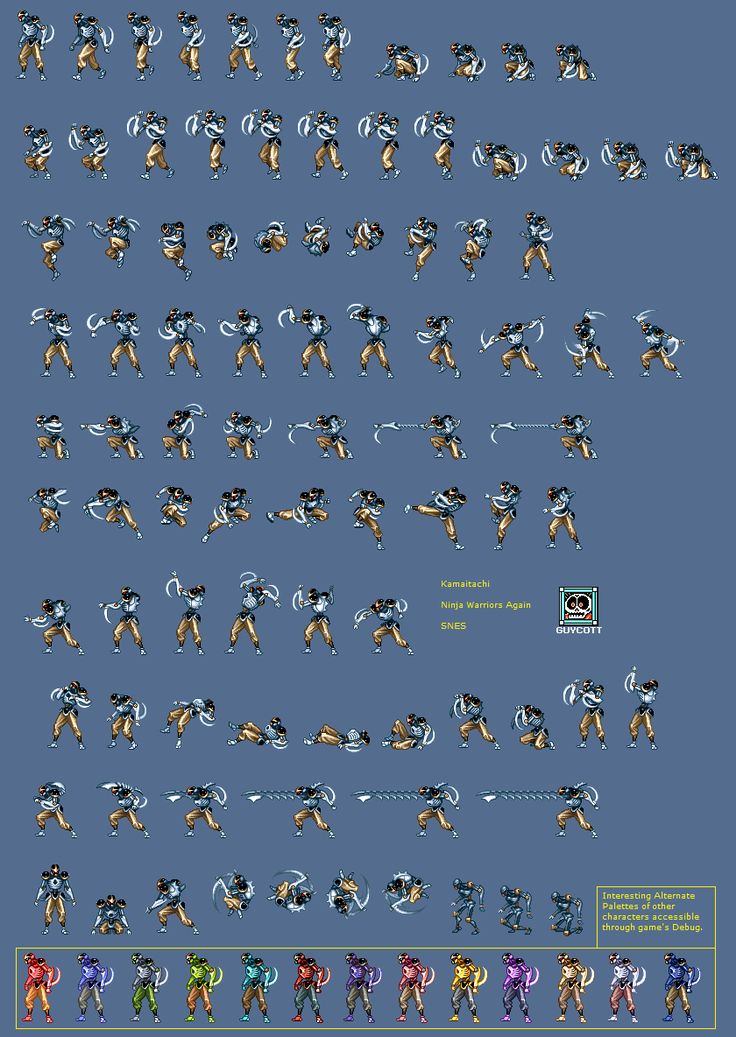 Kamaitachi
Ninja Warriors Again
SNES
GUYCOTT
Interesting Alternate
Palettes of other
characters accessible
through game's Debug.